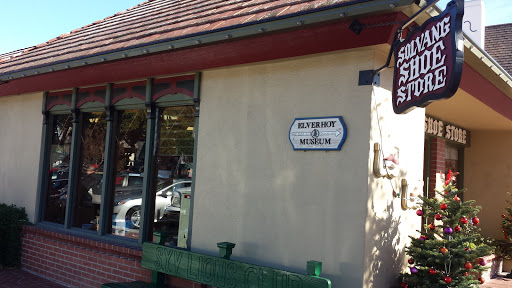 SOLVANG
SHOE
STORE
ELVERHOY
MUSEUM
SHOE STORE